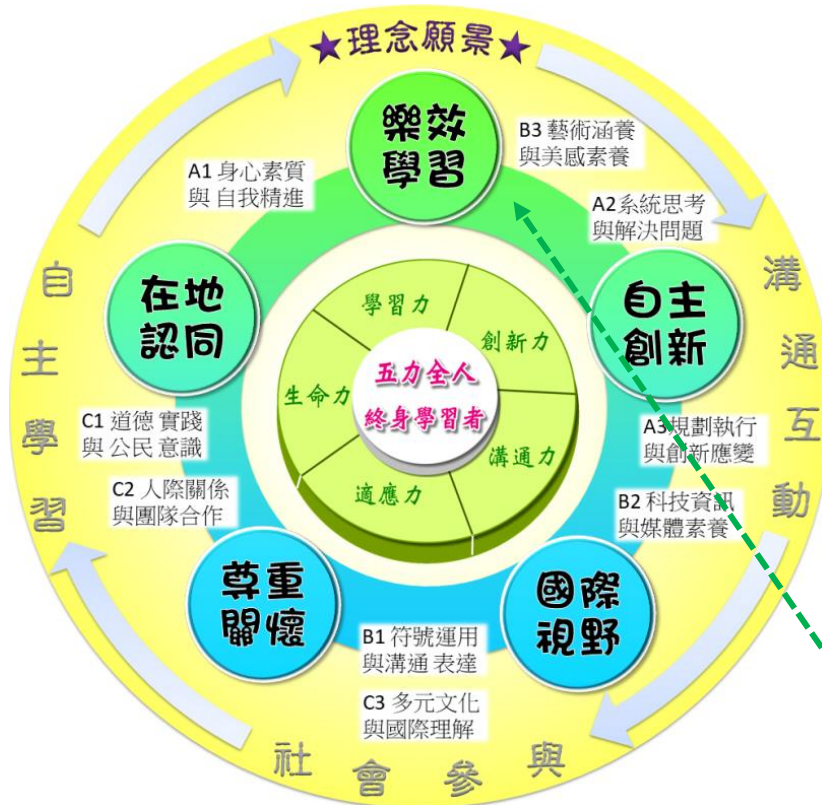 ★理念願景★
樂效
學習
B3 藝術涵養
與美感素養
A1 身心素質
與 自我精進
A2系統思考
與解決問題
在地
認同
自主
創新
學習力
創新力
生命力
溝通力
適應力
五力全人
終身學習者
C1 道德 實踐
與 公民 意識
A3 規劃執行
與創新應變
C2 人際關係
與團隊合作
B2 科技資訊
與媒體素養
尊重
關懷
國際
視野
B1 符號運用
與溝通 表達
C3 多元文化
與國際理解
自主學習
溝通互動
社會參與